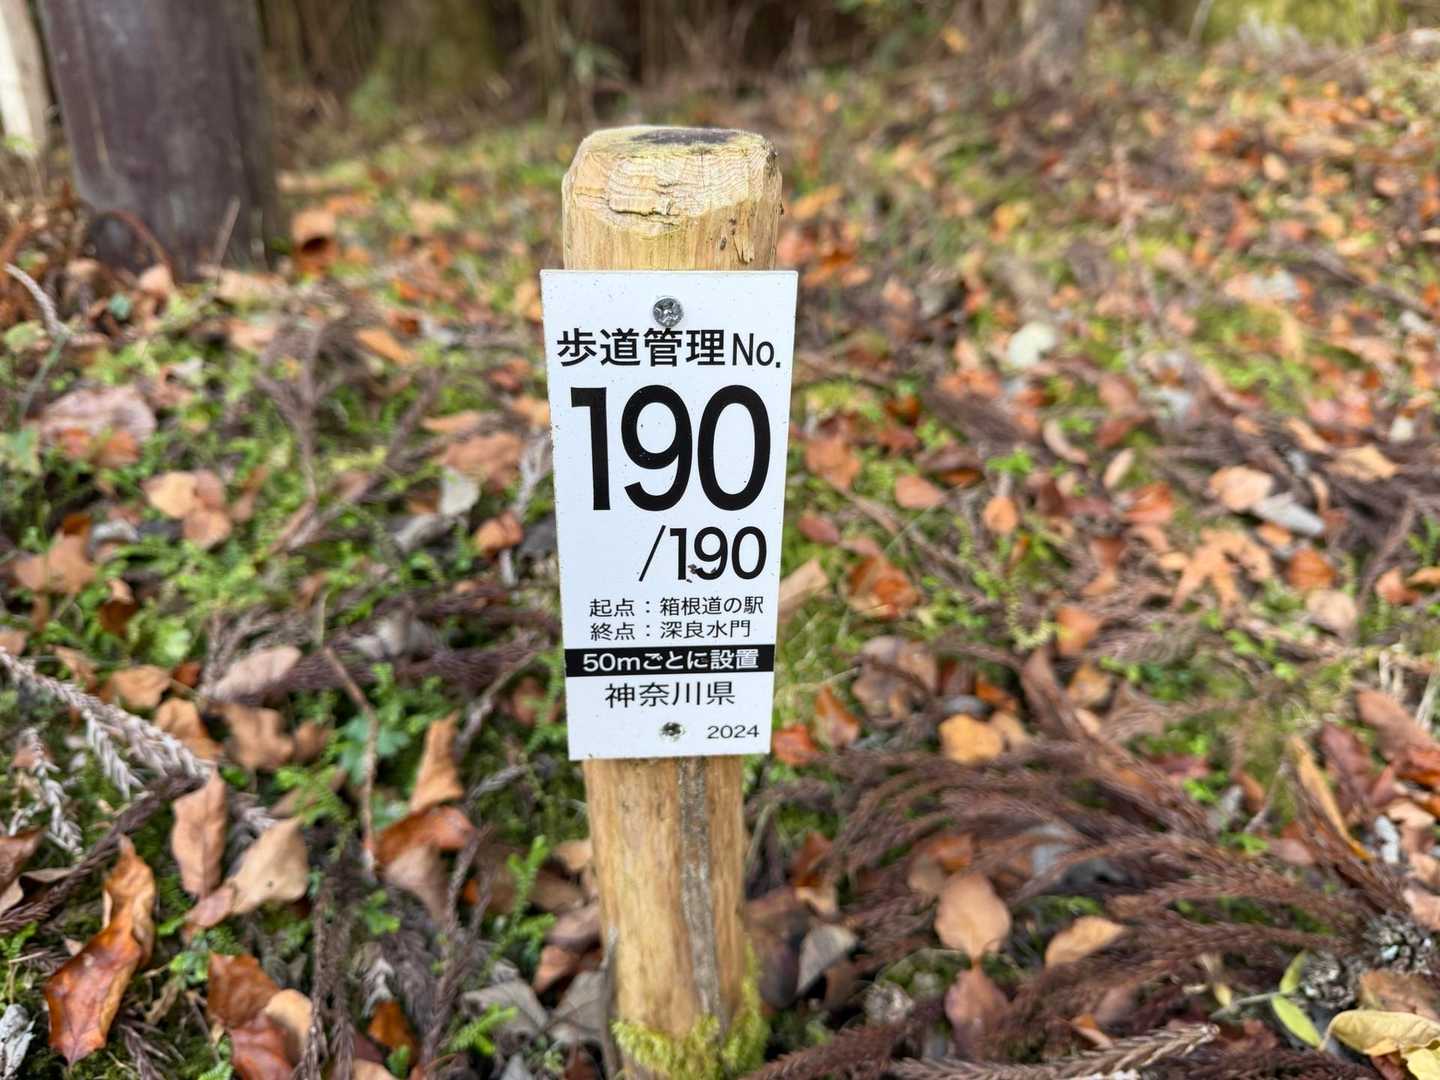 歩道管理No.
190
/190
起点：箱根道の駅
終点：深良水門
50mごとに設置
神奈川県
2024